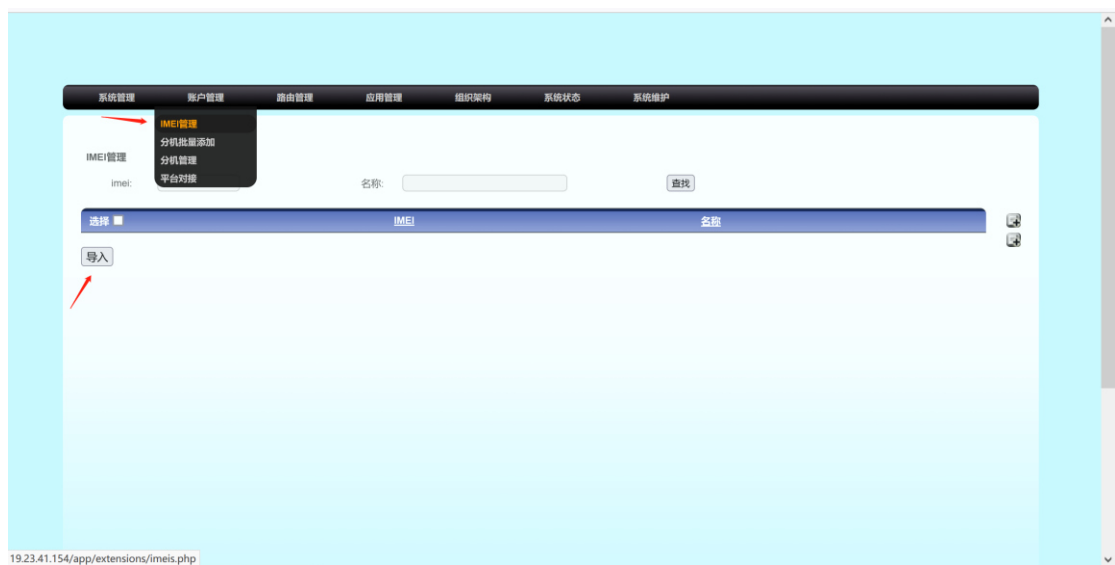 系统管理 账户管理 路由管理 应用管理 组织架构 系统状态 系统维护
IMEI管理
分机批量添加
分机管理
平台对接
IMEI管理
imei: 名称: 查找
选择 IMEI 名称
导入
19.23.41.154/app/extensions/imeis.php